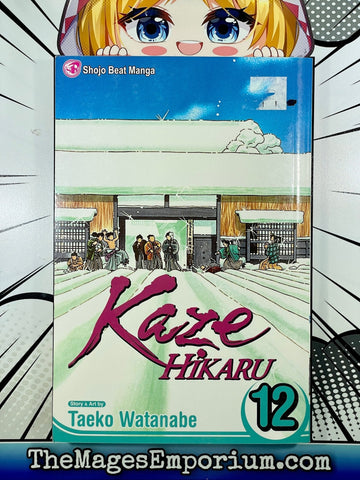 Shojo Beat Manga
Kaze
HIKARU
Story & Art by
Taeko Watanabe
12
TheMagesEmporium.com